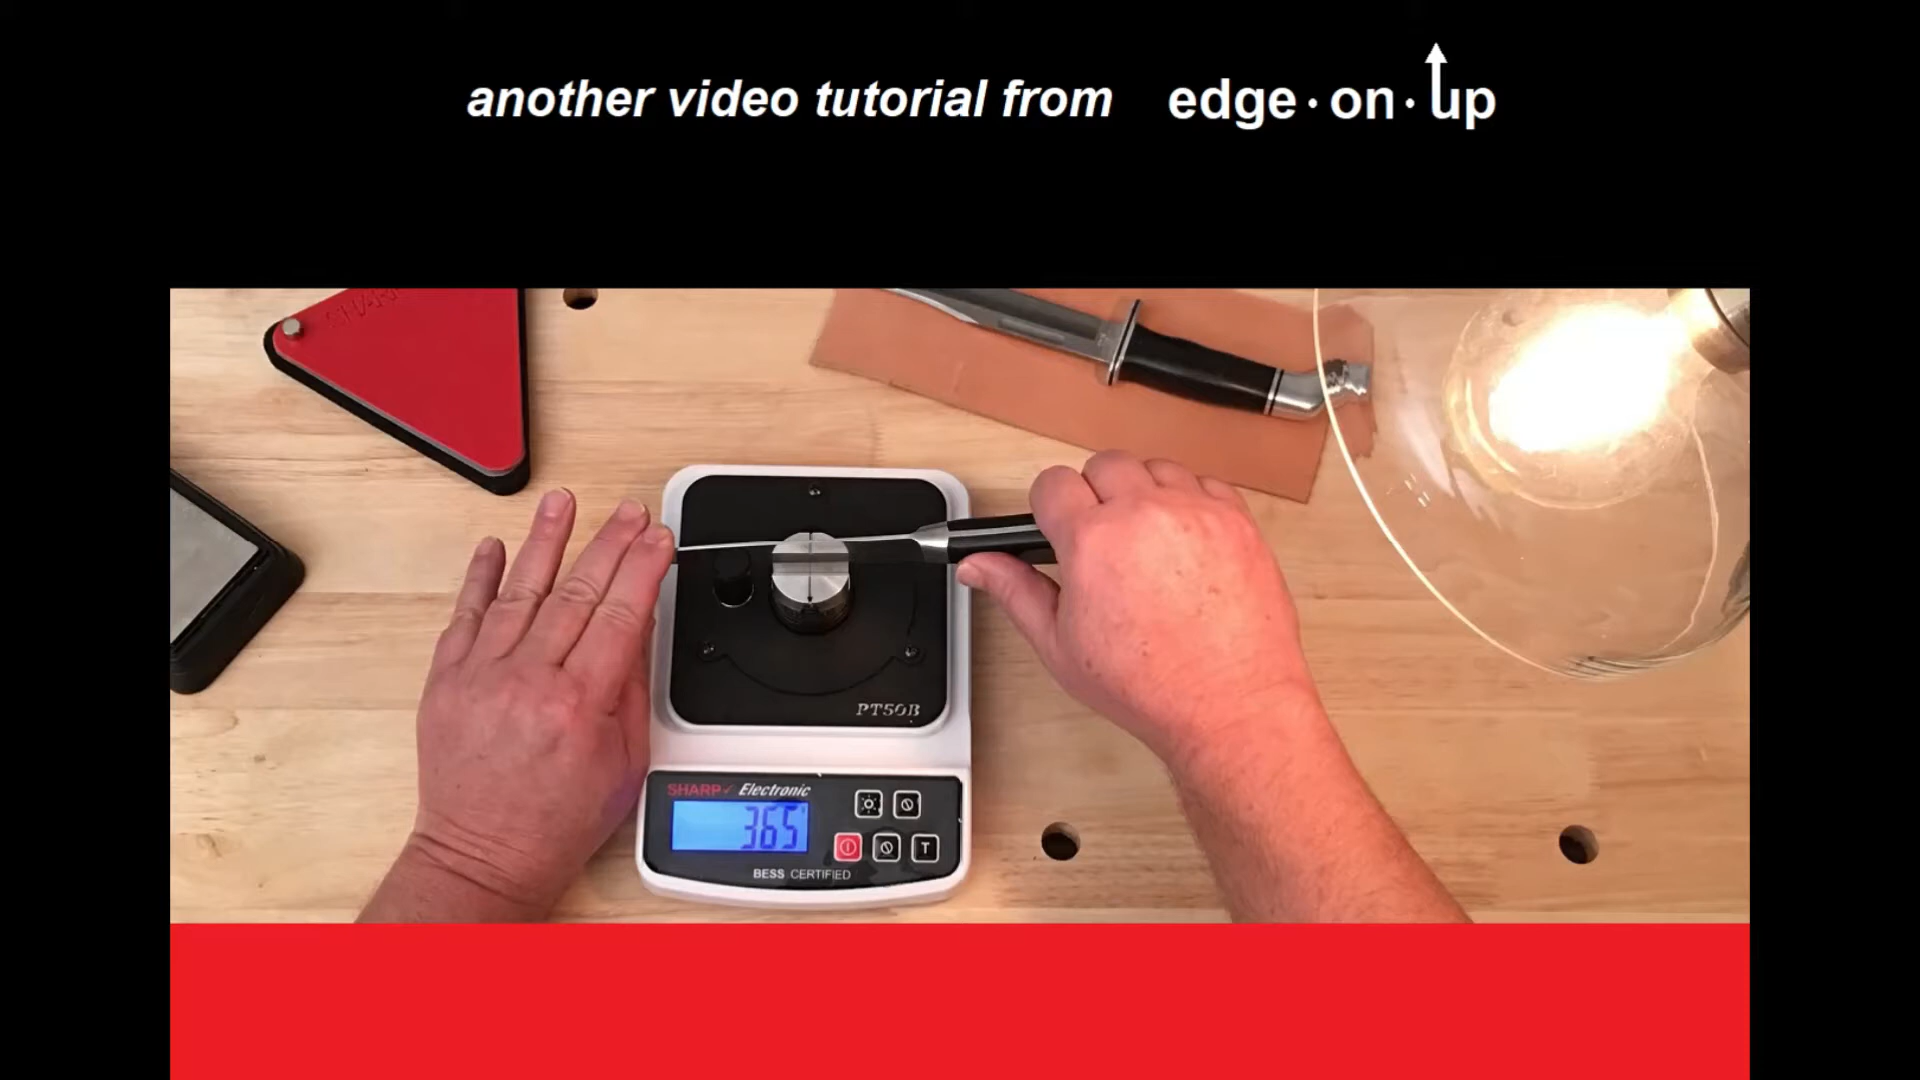 another video tutorial from edge·on·up
PT50B
SHARP✓ Electronic
365
T
BESS CERTIFIED